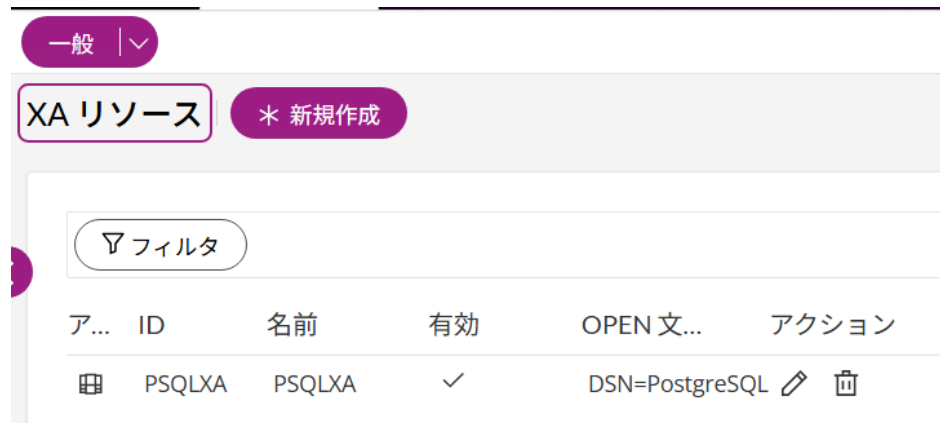 一般
XA リソース
新規作成
フィルタ
ア... ID 名前 有効 OPEN 文... アクション
PSQLXA PSQLXA DSN=PostgreSQL